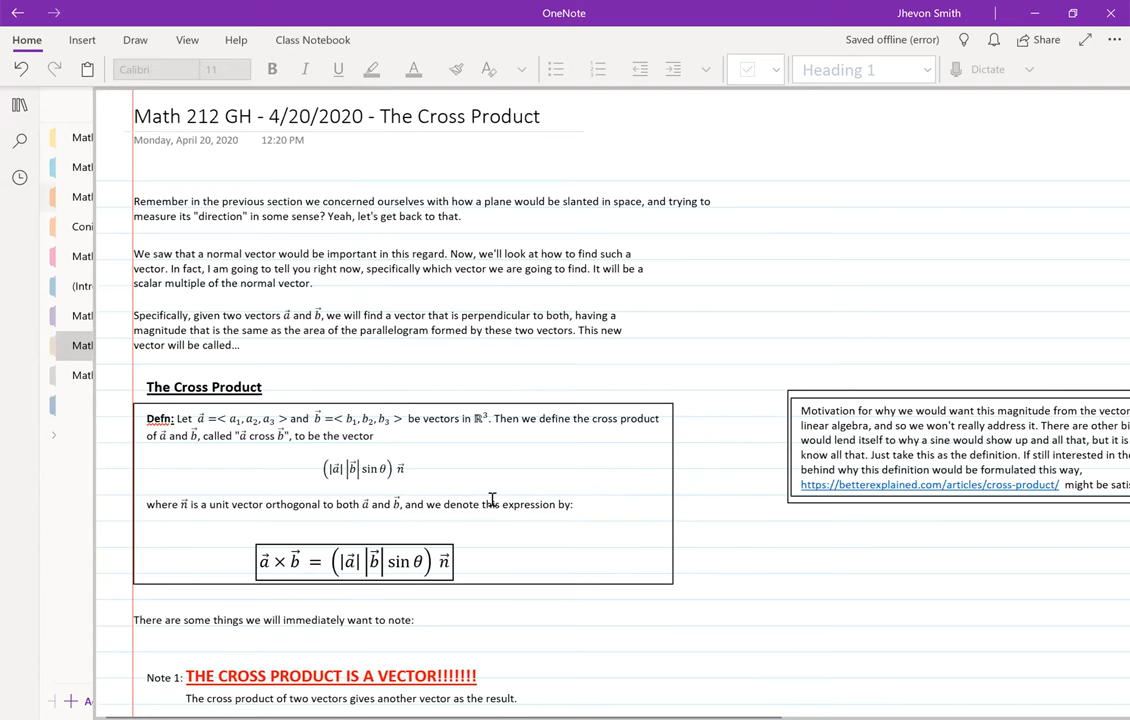 OneNote
Jhevon Smith
Home Insert Draw View Help Class Notebook
Saved offline (error)
Share
Calibri 11 B I U A Heading 1 Dictate
Math 212 GH - 4/20/2020 - The Cross Product
Monday, April 20, 2020 12:20 PM
Remember in the previous section we concerned ourselves with how a plane would be slanted in space, and trying to
measure its "direction" in some sense? Yeah, let's get back to that.
We saw that a normal vector would be important in this regard. Now, we'll look at how to find such a
vector. In fact, I am going to tell you right now, specifically which vector we are going to find. It will be a
scalar multiple of the normal vector.
Specifically, given two vectors a⃗ and b⃗, we will find a vector that is perpendicular to both, having a
magnitude that is the same as the area of the parallelogram formed by these two vectors. This new
vector will be called...
The Cross Product
Defn: Let a⃗ =< a₁, a₂, a₃ > and b⃗ =< b₁, b₂, b₃ > be vectors in ℝ³. Then we define the cross product
of a⃗ and b⃗, called "a⃗ cross b⃗", to be the vector
(|a⃗| |b⃗| sin θ) n⃗
where n⃗ is a unit vector orthogonal to both a⃗ and b⃗, and we denote this expression by:
a⃗ × b⃗ = (|a⃗| |b⃗| sin θ) n⃗
There are some things we will immediately want to note:
Note 1: THE CROSS PRODUCT IS A VECTOR!!!!!!!
The cross product of two vectors gives another vector as the result.
Motivation for why we would want this magnitude from the vector
linear algebra, and so we won't really address it. There are other bi
would lend itself to why a sine would show up and all that, but it is
know all that. Just take this as the definition. If still interested in the
behind why this definition would be formulated this way,
https://betterexplained.com/articles/cross-product/ might be satis
Matl
Matl
Matl
Coni
Matl
(Intr
Matl
Matl
Matl
A